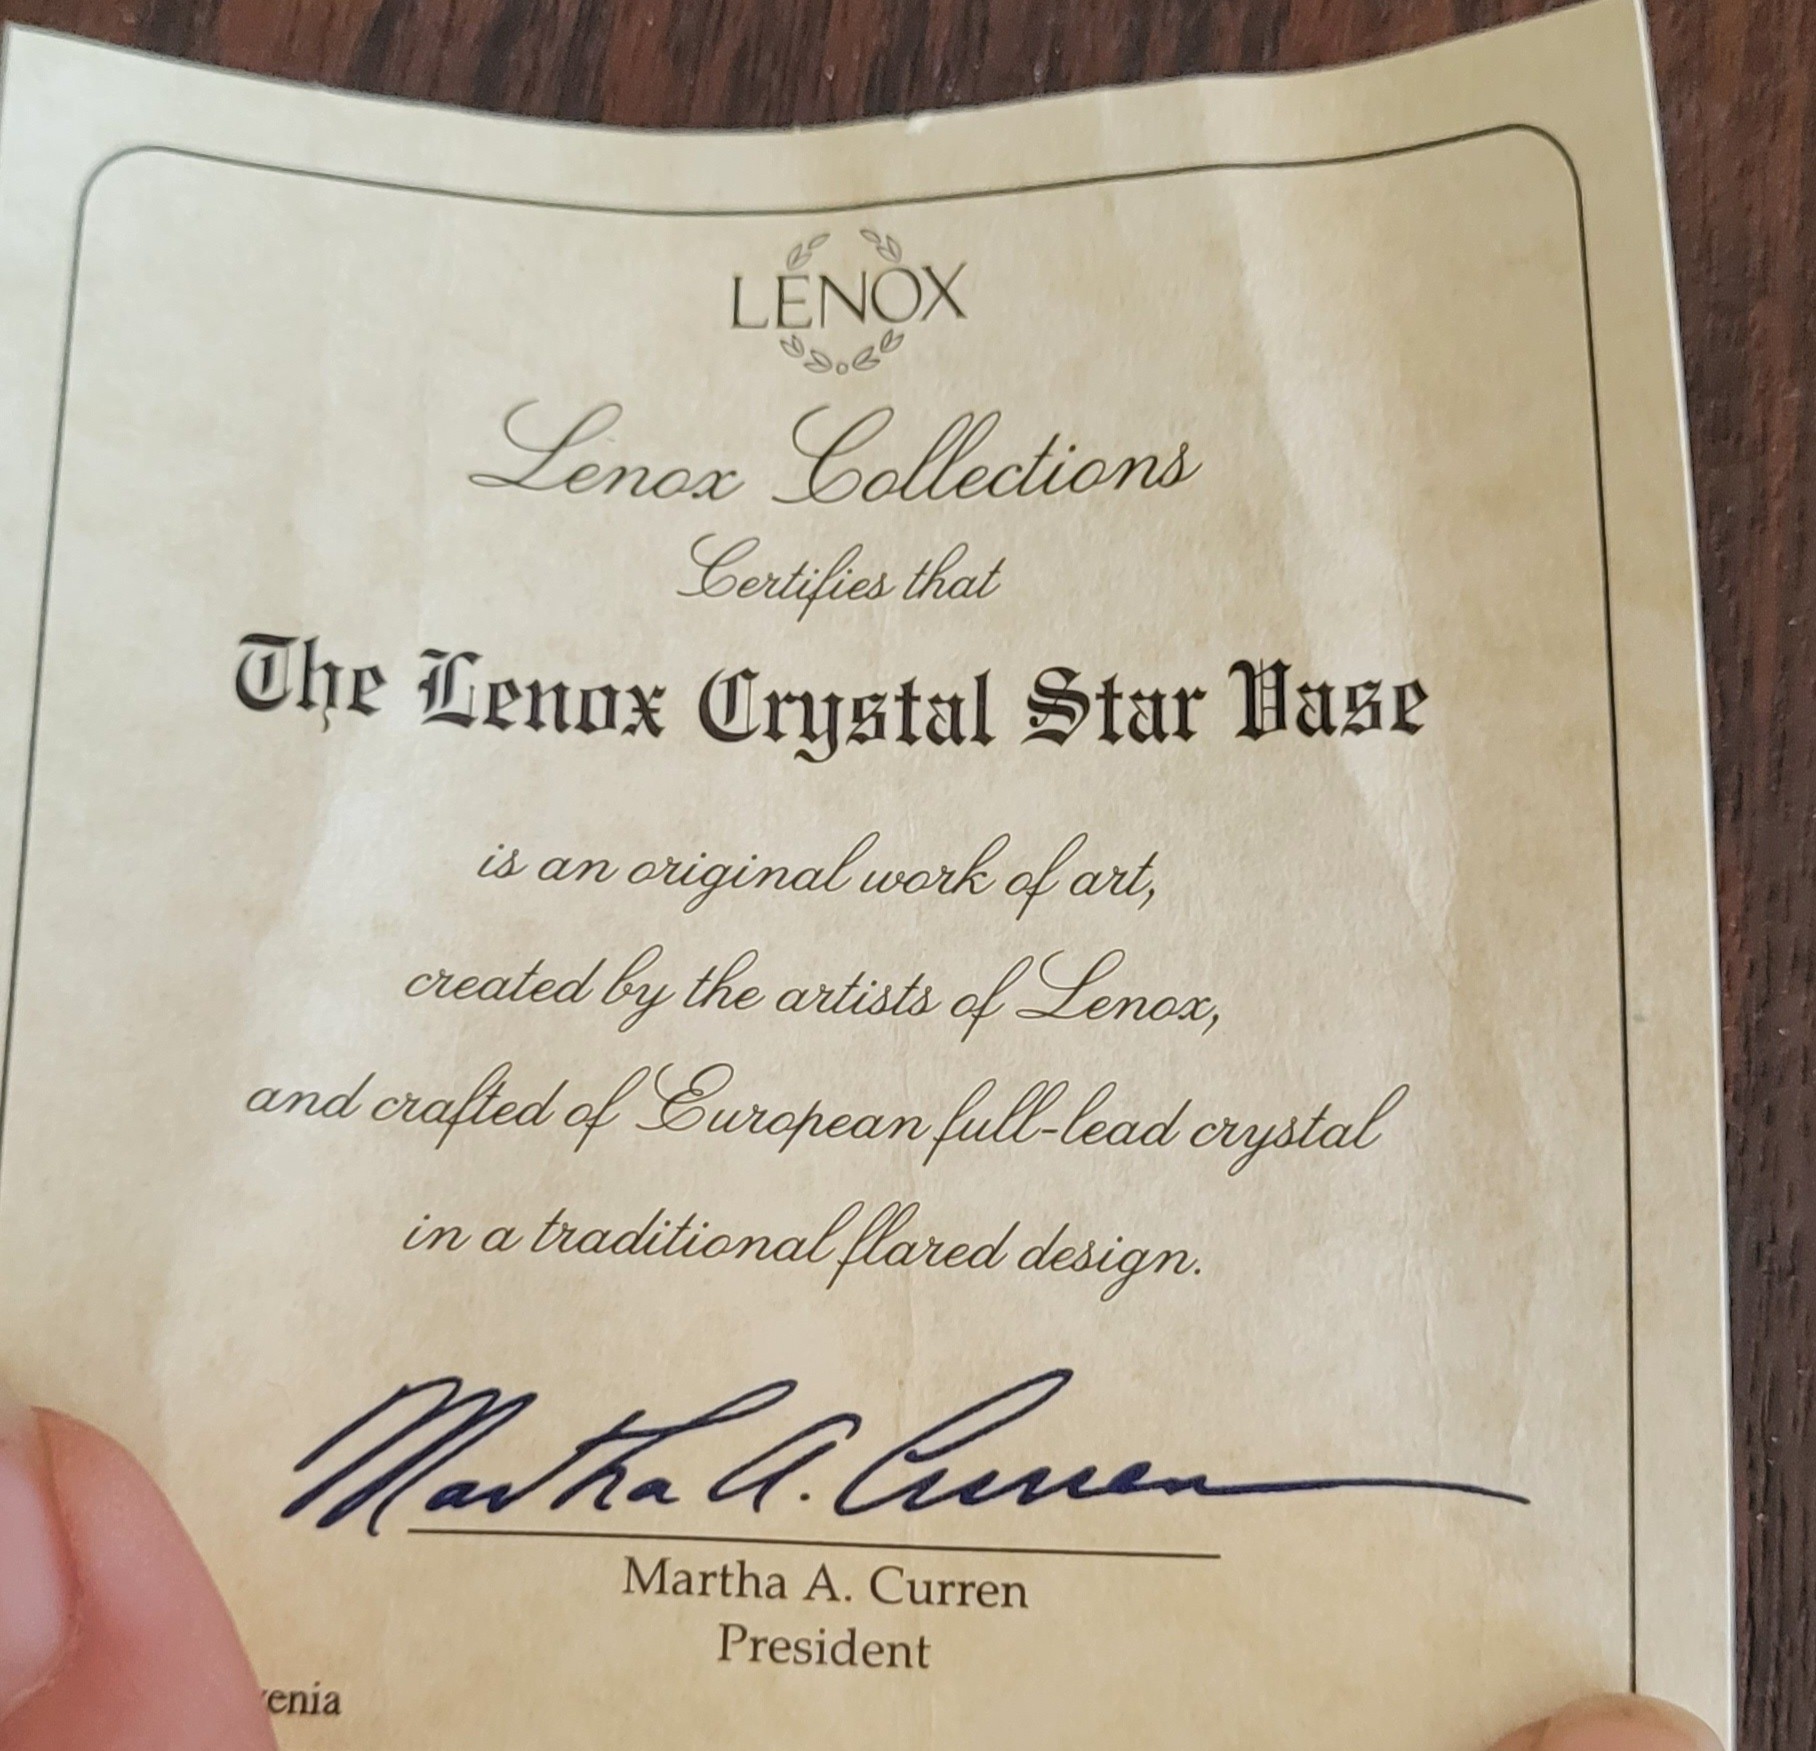 LENOX
Lenox Collections
Certifies that
The Lenox Crystal Star Vase
is an original work of art,
created by the artists of Lenox,
and crafted of European full-lead crystal
in a traditional flared design.
Martha A. Curren
Martha A. Curren
President